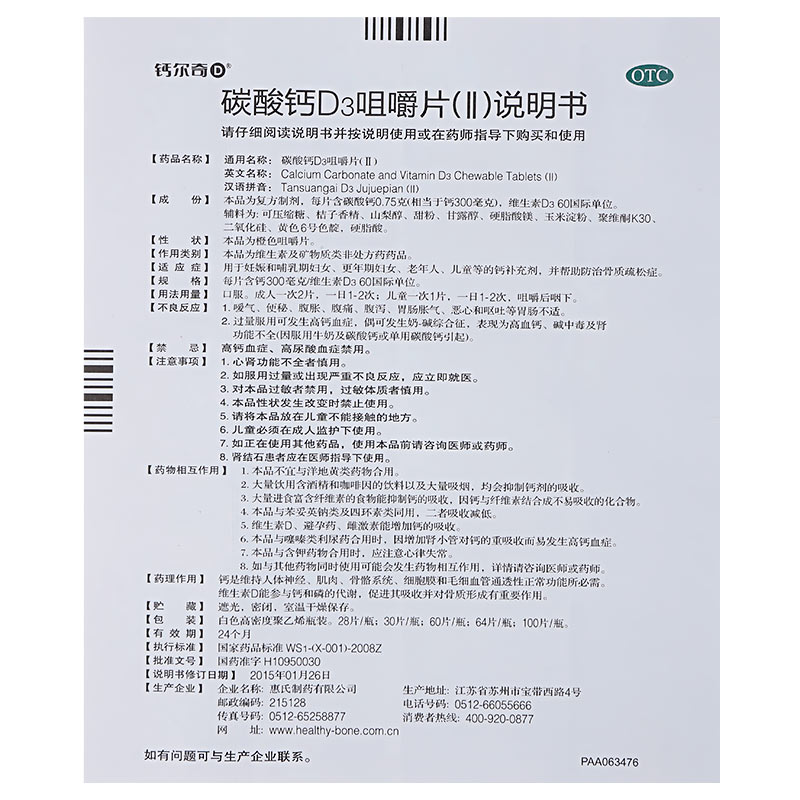 钙尔奇D®
OTC
碳酸钙D3咀嚼片(Ⅱ)说明书
请仔细阅读说明书并按说明使用或在药师指导下购买和使用
【药品名称】 通用名称：碳酸钙D3咀嚼片(Ⅱ)
英文名称：Calcium Carbonate and Vitamin D3 Chewable Tablets (II)
汉语拼音：Tansuangai D3 Jujuepian (II)
【成 份】 本品为复方制剂，每片含碳酸钙0.75克(相当于钙300毫克)，维生素D3 60国际单位。
辅料为: 可压缩糖、桔子香精、山梨醇、甜粉、甘露醇、硬脂酸镁、玉米淀粉、聚维酮K30、
二氧化硅、黄色6号色靛，硬脂酸。
【性 状】 本品为橙色咀嚼片。
【作用类别】 本品为维生素及矿物质类非处方药药品。
【适 应 症】 用于妊娠和哺乳期妇女、更年期妇女、老年人、儿童等的钙补充剂，并帮助防治骨质疏松症。
【规 格】 每片含钙300毫克/维生素D3 60国际单位。
【用法用量】 口服。成人一次2片，一日1-2次；儿童一次1片，一日1-2次，咀嚼后咽下。
【不良反应】 1. 嗳气、便秘、腹胀、腹痛、腹泻、胃肠胀气、恶心和呕吐等胃肠不适。
2. 过量服用可发生高钙血症，偶可发生奶-碱综合征，表现为高血钙、碱中毒及肾
功能不全(因服用牛奶及碳酸钙或单用碳酸钙引起)。
【禁 忌】 高钙血症、高尿酸血症禁用。
【注意事项】 1. 心肾功能不全者慎用。
2. 如服用过量或出现严重不良反应，应立即就医。
3. 对本品过敏者禁用，过敏体质者慎用。
4. 本品性状发生改变时禁止使用。
5. 请将本品放在儿童不能接触的地方。
6. 儿童必须在成人监护下使用。
7. 如正在使用其他药品，使用本品前请咨询医师或药师。
8. 肾结石患者应在医师指导下使用。
【药物相互作用】 1. 本品不宜与洋地黄类药物合用。
2. 大量饮用含酒精和咖啡因的饮料以及大量吸烟，均会抑制钙剂的吸收。
3. 大量进食富含纤维素的食物能抑制钙的吸收，因钙与纤维素结合成不易吸收的化合物。
4. 本品与苯妥英钠类及四环素类同用，二者吸收减低。
5. 维生素D、避孕药、雌激素能增加钙的吸收。
6. 本品与噻嗪类利尿药合用时，因增加肾小管对钙的重吸收而易发生高钙血症。
7. 本品与含钾药物合用时，应注意心律失常。
8. 如与其他药物同时使用可能会发生药物相互作用，详情请咨询医师或药师。
【药理作用】 钙是维持人体神经、肌肉、骨骼系统、细胞膜和毛细血管通透性正常功能所必需。
维生素D能参与钙和磷的代谢，促进其吸收并对骨质形成有重要作用。
【贮 藏】 遮光，密闭，室温干燥保存。
【包 装】 白色高密度聚乙烯瓶装。28片/瓶；30片/瓶；60片/瓶；64片/瓶；100片/瓶。
【有 效 期】 24个月
【执行标准】 国家药品标准 WS1-(X-001)-2008Z
【批准文号】 国药准字 H10950030
【说明书修订日期】 2015年01月26日
【生产企业】 企业名称: 惠氏制药有限公司 生产地址: 江苏省苏州市宝带西路4号
邮政编码: 215128 电话号码: 0512-66055666
传真号码: 0512-65258877 消费者热线: 400-920-0877
网 址: www.healthy-bone.com.cn
如有问题可与生产企业联系。
PAA063476